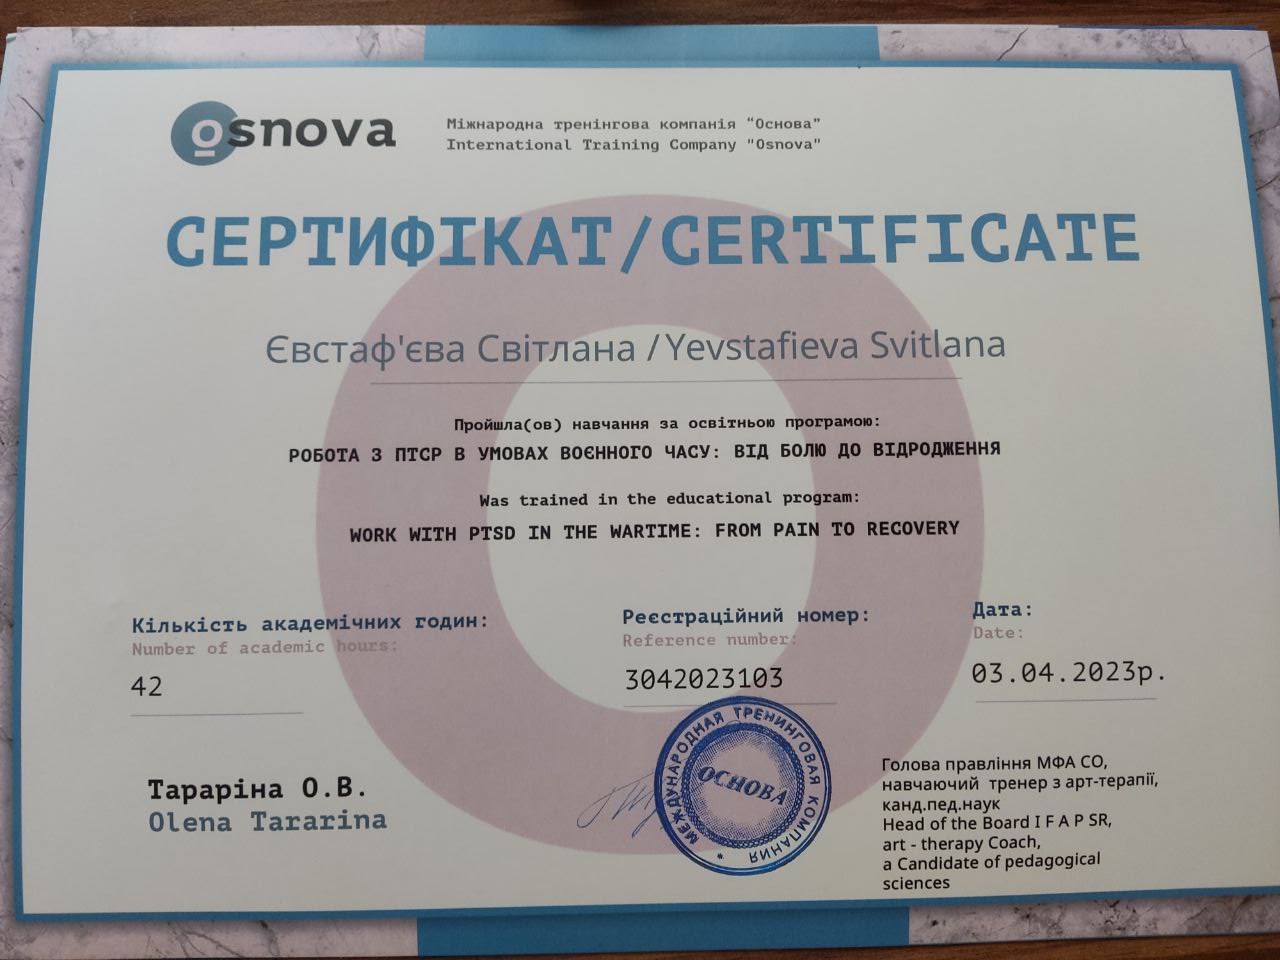 osnova
Міжнародна тренінгова компанія "Основа"
International Training Company "Osnova"
СЕРТИФІКАТ/CERTIFICATE
Євстаф'єва Світлана / Yevstafieva Svitlana
Пройшла(ов) навчання за освітньою програмою:
РОБОТА З ПТСР В УМОВАХ ВОЄННОГО ЧАСУ: ВІД БОЛЮ ДО ВІДРОДЖЕННЯ
Was trained in the educational program:
WORK WITH PTSD IN THE WARTIME: FROM PAIN TO RECOVERY
Кількість академічних годин:
Number of academic hours:
42
Реєстраційний номер:
Reference number:
3042023103
Дата:
Date:
03.04.2023р.
Тараріна О.В.
Olena Tararina
МЕЖДУНАРОДНАЯ ТРЕНИНГОВАЯ КОМПАНИЯ *
ОСНОВА
Голова правління МФА СО,
навчаючий тренер з арт-терапії,
канд.пед.наук
Head of the Board I F A P SR,
art - therapy Coach,
a Candidate of pedagogical
sciences